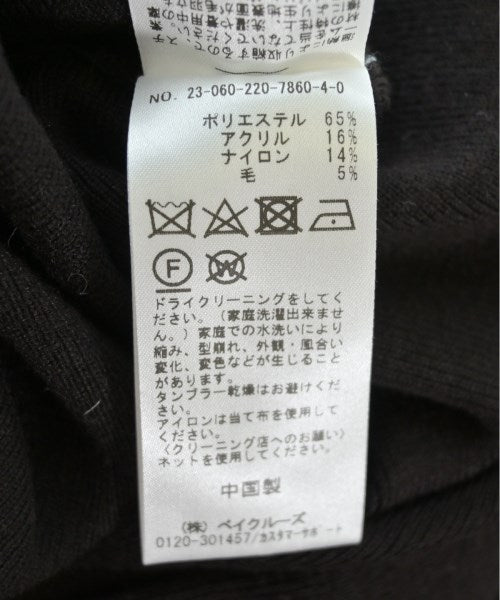 NO. 23-060-220-7860-4-0
ポリエステル 65%
アクリル 16%
ナイロン 14%
毛 5%
F W
ドライクリーニングをしてく
ださい。（家庭洗濯出来ませ
ん。）家庭での水洗いにより
縮み、型崩れ、外観・風合い
変化、変色などが生じること
があります。
タンブラー乾燥はお避けくだ
さい。
アイロンは当て布を使用して
ください。
〈クリーニング店へのお願い〉
ネットを使用してください。
中国製
(株) ベイクルーズ
0120-301457/カスタマーサポート